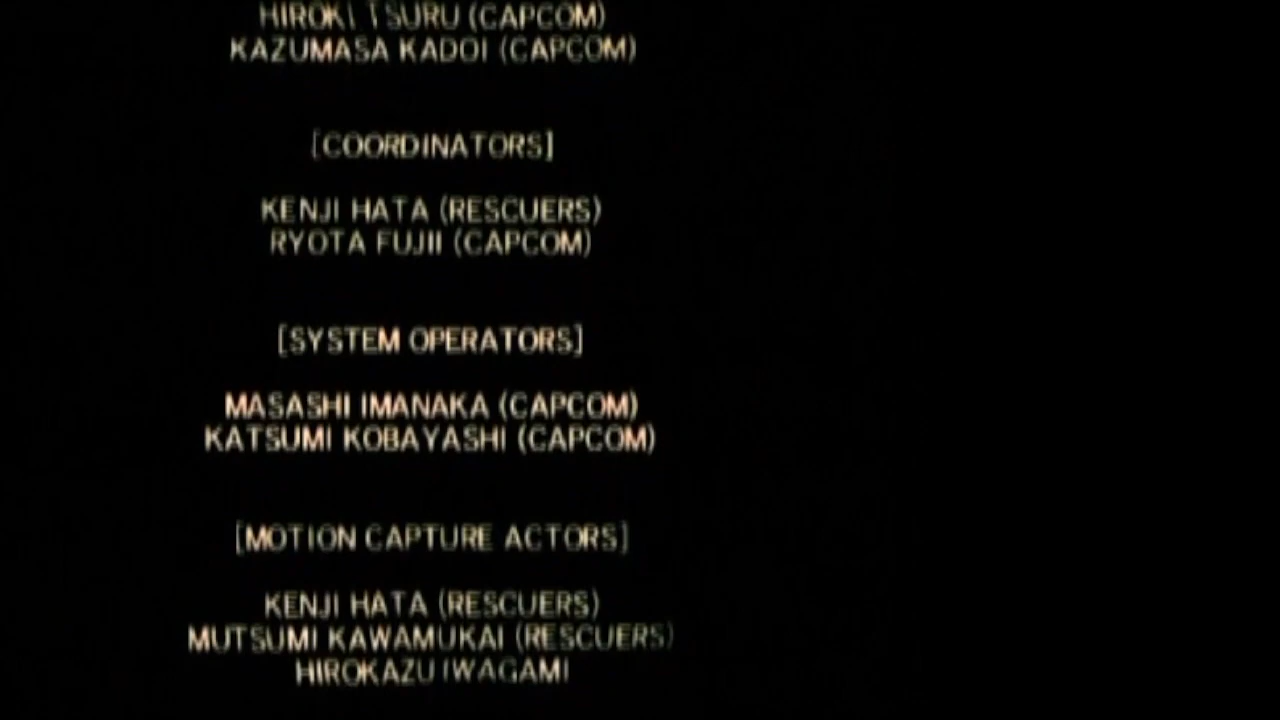 HIROKI TSURU (CAPCOM)
KAZUMASA KADOI (CAPCOM)
[COORDINATORS]
KENJI HATA (RESCUERS)
RYOTA FUJII (CAPCOM)
[SYSTEM OPERATORS]
MASASHI IMANAKA (CAPCOM)
KATSUMI KOBAYASHI (CAPCOM)
[MOTION CAPTURE ACTORS]
KENJI HATA (RESCUERS)
MUTSUMI KAWAMUKAI (RESCUERS)
HIROKAZU IWAGAMI